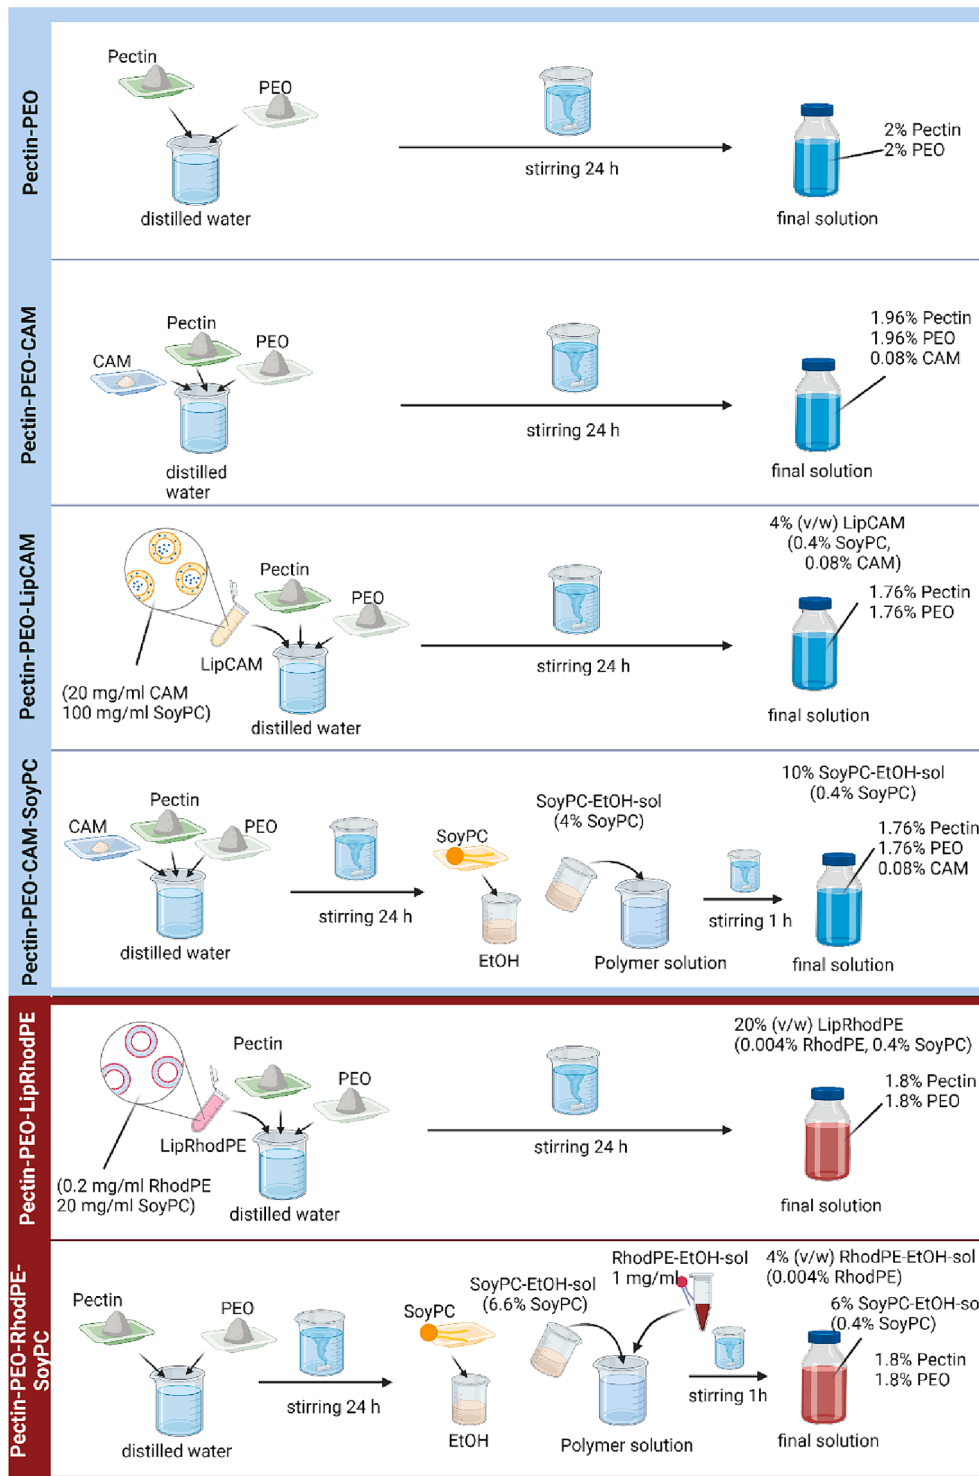 Pectin-PEO
Pectin
PEO
distilled water
stirring 24 h
2% Pectin
2% PEO
final solution
Pectin-PEO-CAM
Pectin
CAM
PEO
distilled
water
stirring 24 h
1.96% Pectin
1.96% PEO
0.08% CAM
final solution
Pectin-PEO-LipCAM
Pectin
PEO
LipCAM
(20 mg/ml CAM
100 mg/ml SoyPC)
distilled water
stirring 24 h
4% (v/w) LipCAM
(0.4% SoyPC,
0.08% CAM)
1.76% Pectin
1.76% PEO
final solution
Pectin-PEO-CAM-SoyPC
Pectin
CAM
PEO
distilled water
stirring 24 h
SoyPC
EtOH
SoyPC-EtOH-sol
(4% SoyPC)
Polymer solution
stirring 1 h
10% SoyPC-EtOH-sol
(0.4% SoyPC)
1.76% Pectin
1.76% PEO
0.08% CAM
final solution
Pectin-PEO-LipRhodPE
Pectin
PEO
LipRhodPE
(0.2 mg/ml RhodPE
20 mg/ml SoyPC)
distilled water
stirring 24 h
20% (v/w) LipRhodPE
(0.004% RhodPE, 0.4% SoyPC)
1.8% Pectin
1.8% PEO
final solution
Pectin-PEO-RhodPE-
SoyPC
Pectin
PEO
distilled water
stirring 24 h
SoyPC
EtOH
SoyPC-EtOH-sol
(6.6% SoyPC)
RhodPE-EtOH-sol
1 mg/ml
Polymer solution
stirring 1h
4% (v/w) RhodPE-EtOH-sol
(0.004% RhodPE)
6% SoyPC-EtOH-so
(0.4% SoyPC)
1.8% Pectin
1.8% PEO
final solution